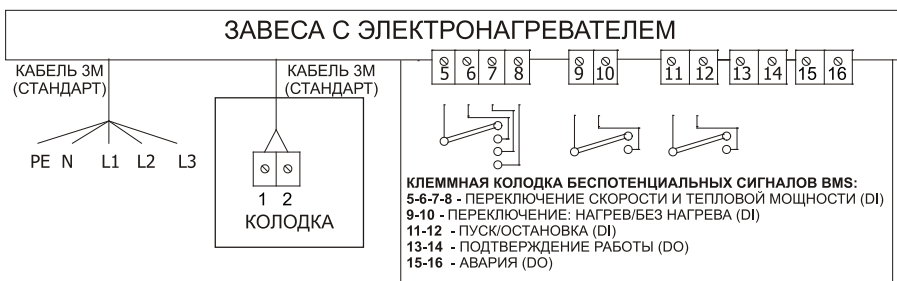 ЗАВЕСА С ЭЛЕКТРОНАГРЕВАТЕЛЕМ
КАБЕЛЬ 3М
(СТАНДАРТ)
PE N L1 L2 L3
КАБЕЛЬ 3М
(СТАНДАРТ)
1 2
КОЛОДКА
5 6 7 8 9 10 11 12 13 14 15 16
КЛЕММНАЯ КОЛОДКА БЕСПОТЕНЦИАЛЬНЫХ СИГНАЛОВ BMS:
5-6-7-8 - ПЕРЕКЛЮЧЕНИЕ СКОРОСТИ И ТЕПЛОВОЙ МОЩНОСТИ (DI)
9-10 - ПЕРЕКЛЮЧЕНИЕ: НАГРЕВ/БЕЗ НАГРЕВА (DI)
11-12 - ПУСК/ОСТАНОВКА (DI)
13-14 - ПОДТВЕРЖДЕНИЕ РАБОТЫ (DO)
15-16 - АВАРИЯ (DO)